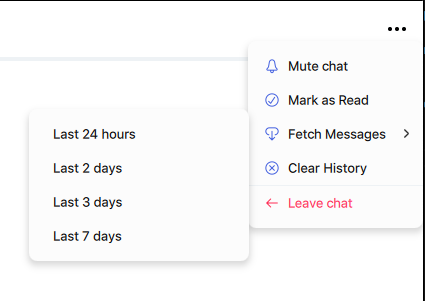 Mute chat
Mark as Read
Fetch Messages
Clear History
Leave chat
Last 24 hours
Last 2 days
Last 3 days
Last 7 days